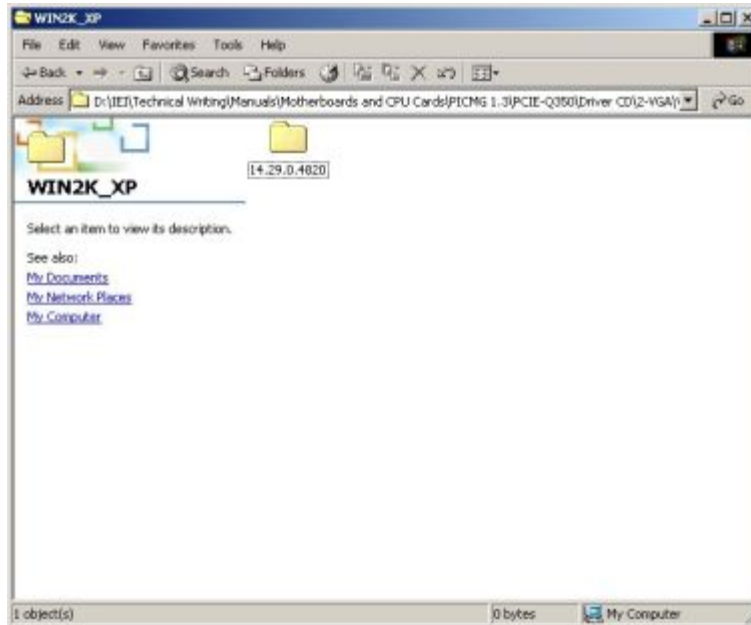 WIN2K_XP
File Edit View Favorites Tools Help
Back Search Folders
Address D:\IEI\Technical Writing\Manuals\Motherboards and CPU Cards\PICMG 1.3\PCIE-Q350\Driver CD\2-VGA\ Go
14.29.0.4820
WIN2K_XP
Select an item to view its description.
See also:
My Documents
My Network Places
My Computer
1 object(s) 0 bytes My Computer